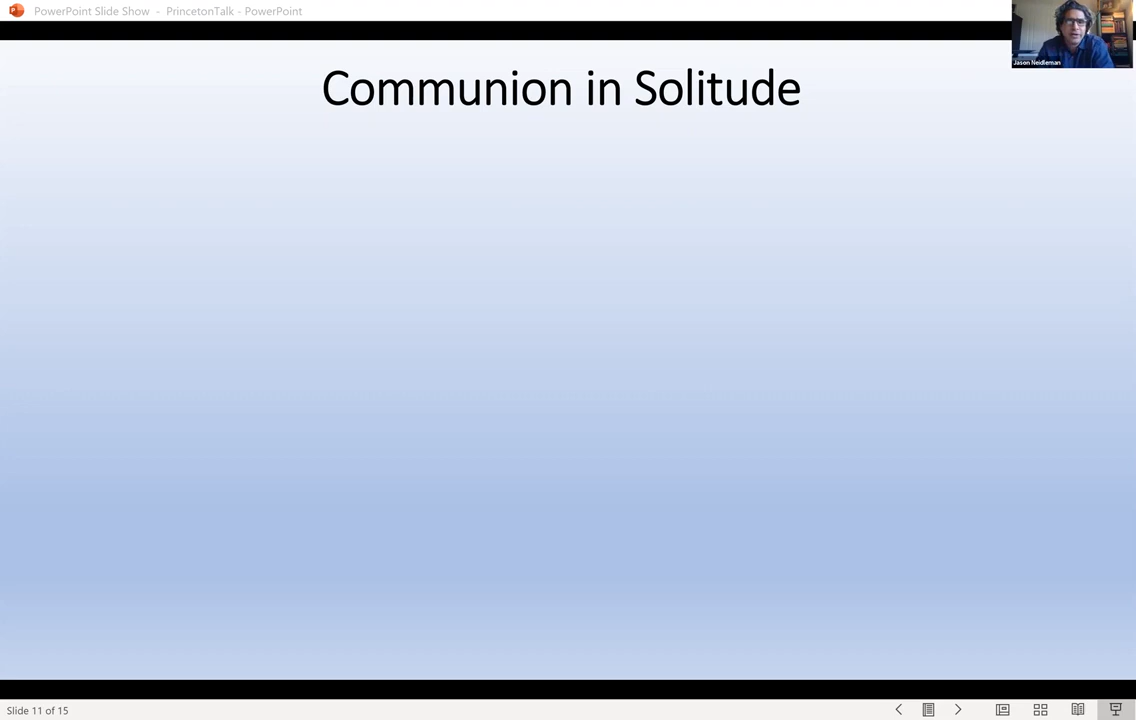 PowerPoint Slide Show - PrincetonTalk - PowerPoint
Jason Neidleman
Communion in Solitude
Slide 11 of 15